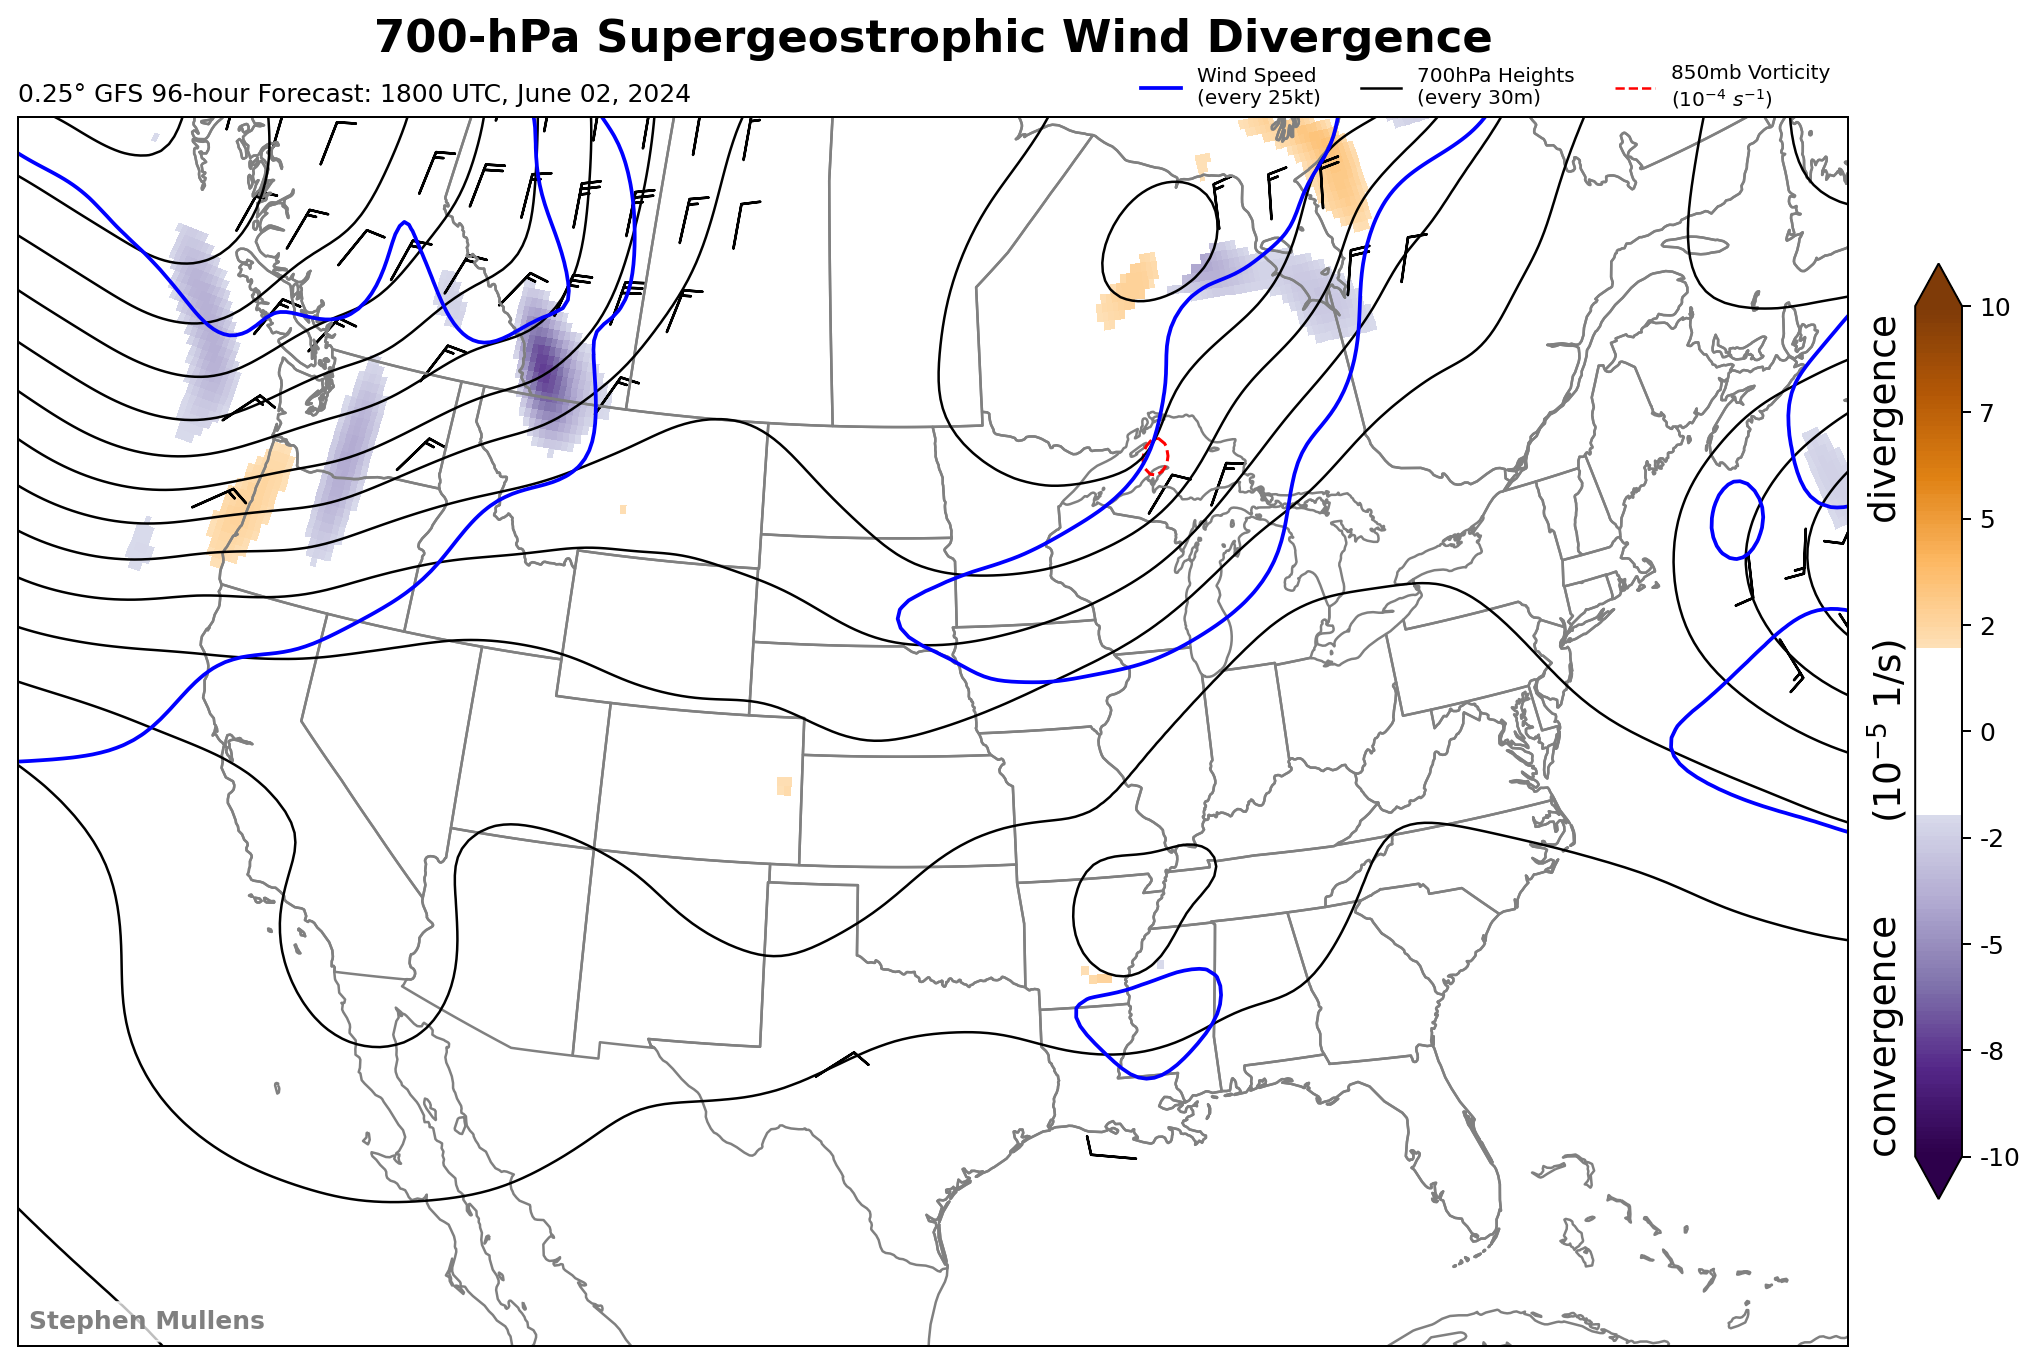 700-hPa Supergeostrophic Wind Divergence
0.25° GFS 96-hour Forecast: 1800 UTC, June 02, 2024
Wind Speed
(every 25kt)
700hPa Heights
(every 30m)
850mb Vorticity
(10⁻⁴ s⁻¹)
10
7
5
2
0
-2
-5
-8
-10
convergence (10⁻⁵ 1/s) divergence
Stephen Mullens